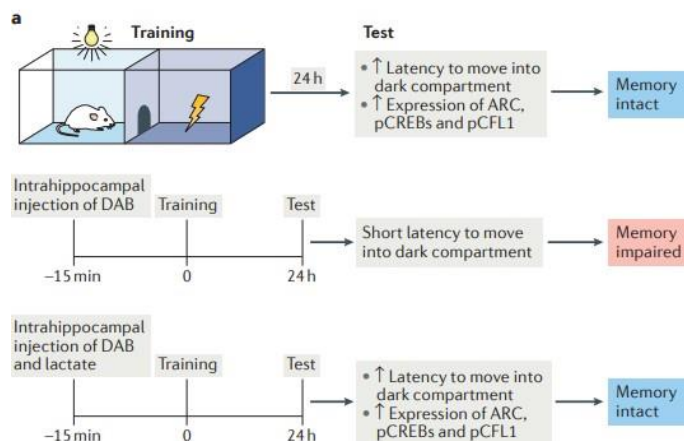 a
Training
Test
24 h
• ↑ Latency to move into
dark compartment
• ↑ Expression of ARC,
pCREBs and pCFL1
Memory
intact
Intrahippocampal
injection of DAB
Training
Test
–15 min
0
24 h
Short latency to move
into dark compartment
Memory
impaired
Intrahippocampal
injection of DAB
and lactate
Training
Test
–15 min
0
24 h
• ↑ Latency to move into
dark compartment
• ↑ Expression of ARC,
pCREBs and pCFL1
Memory
intact